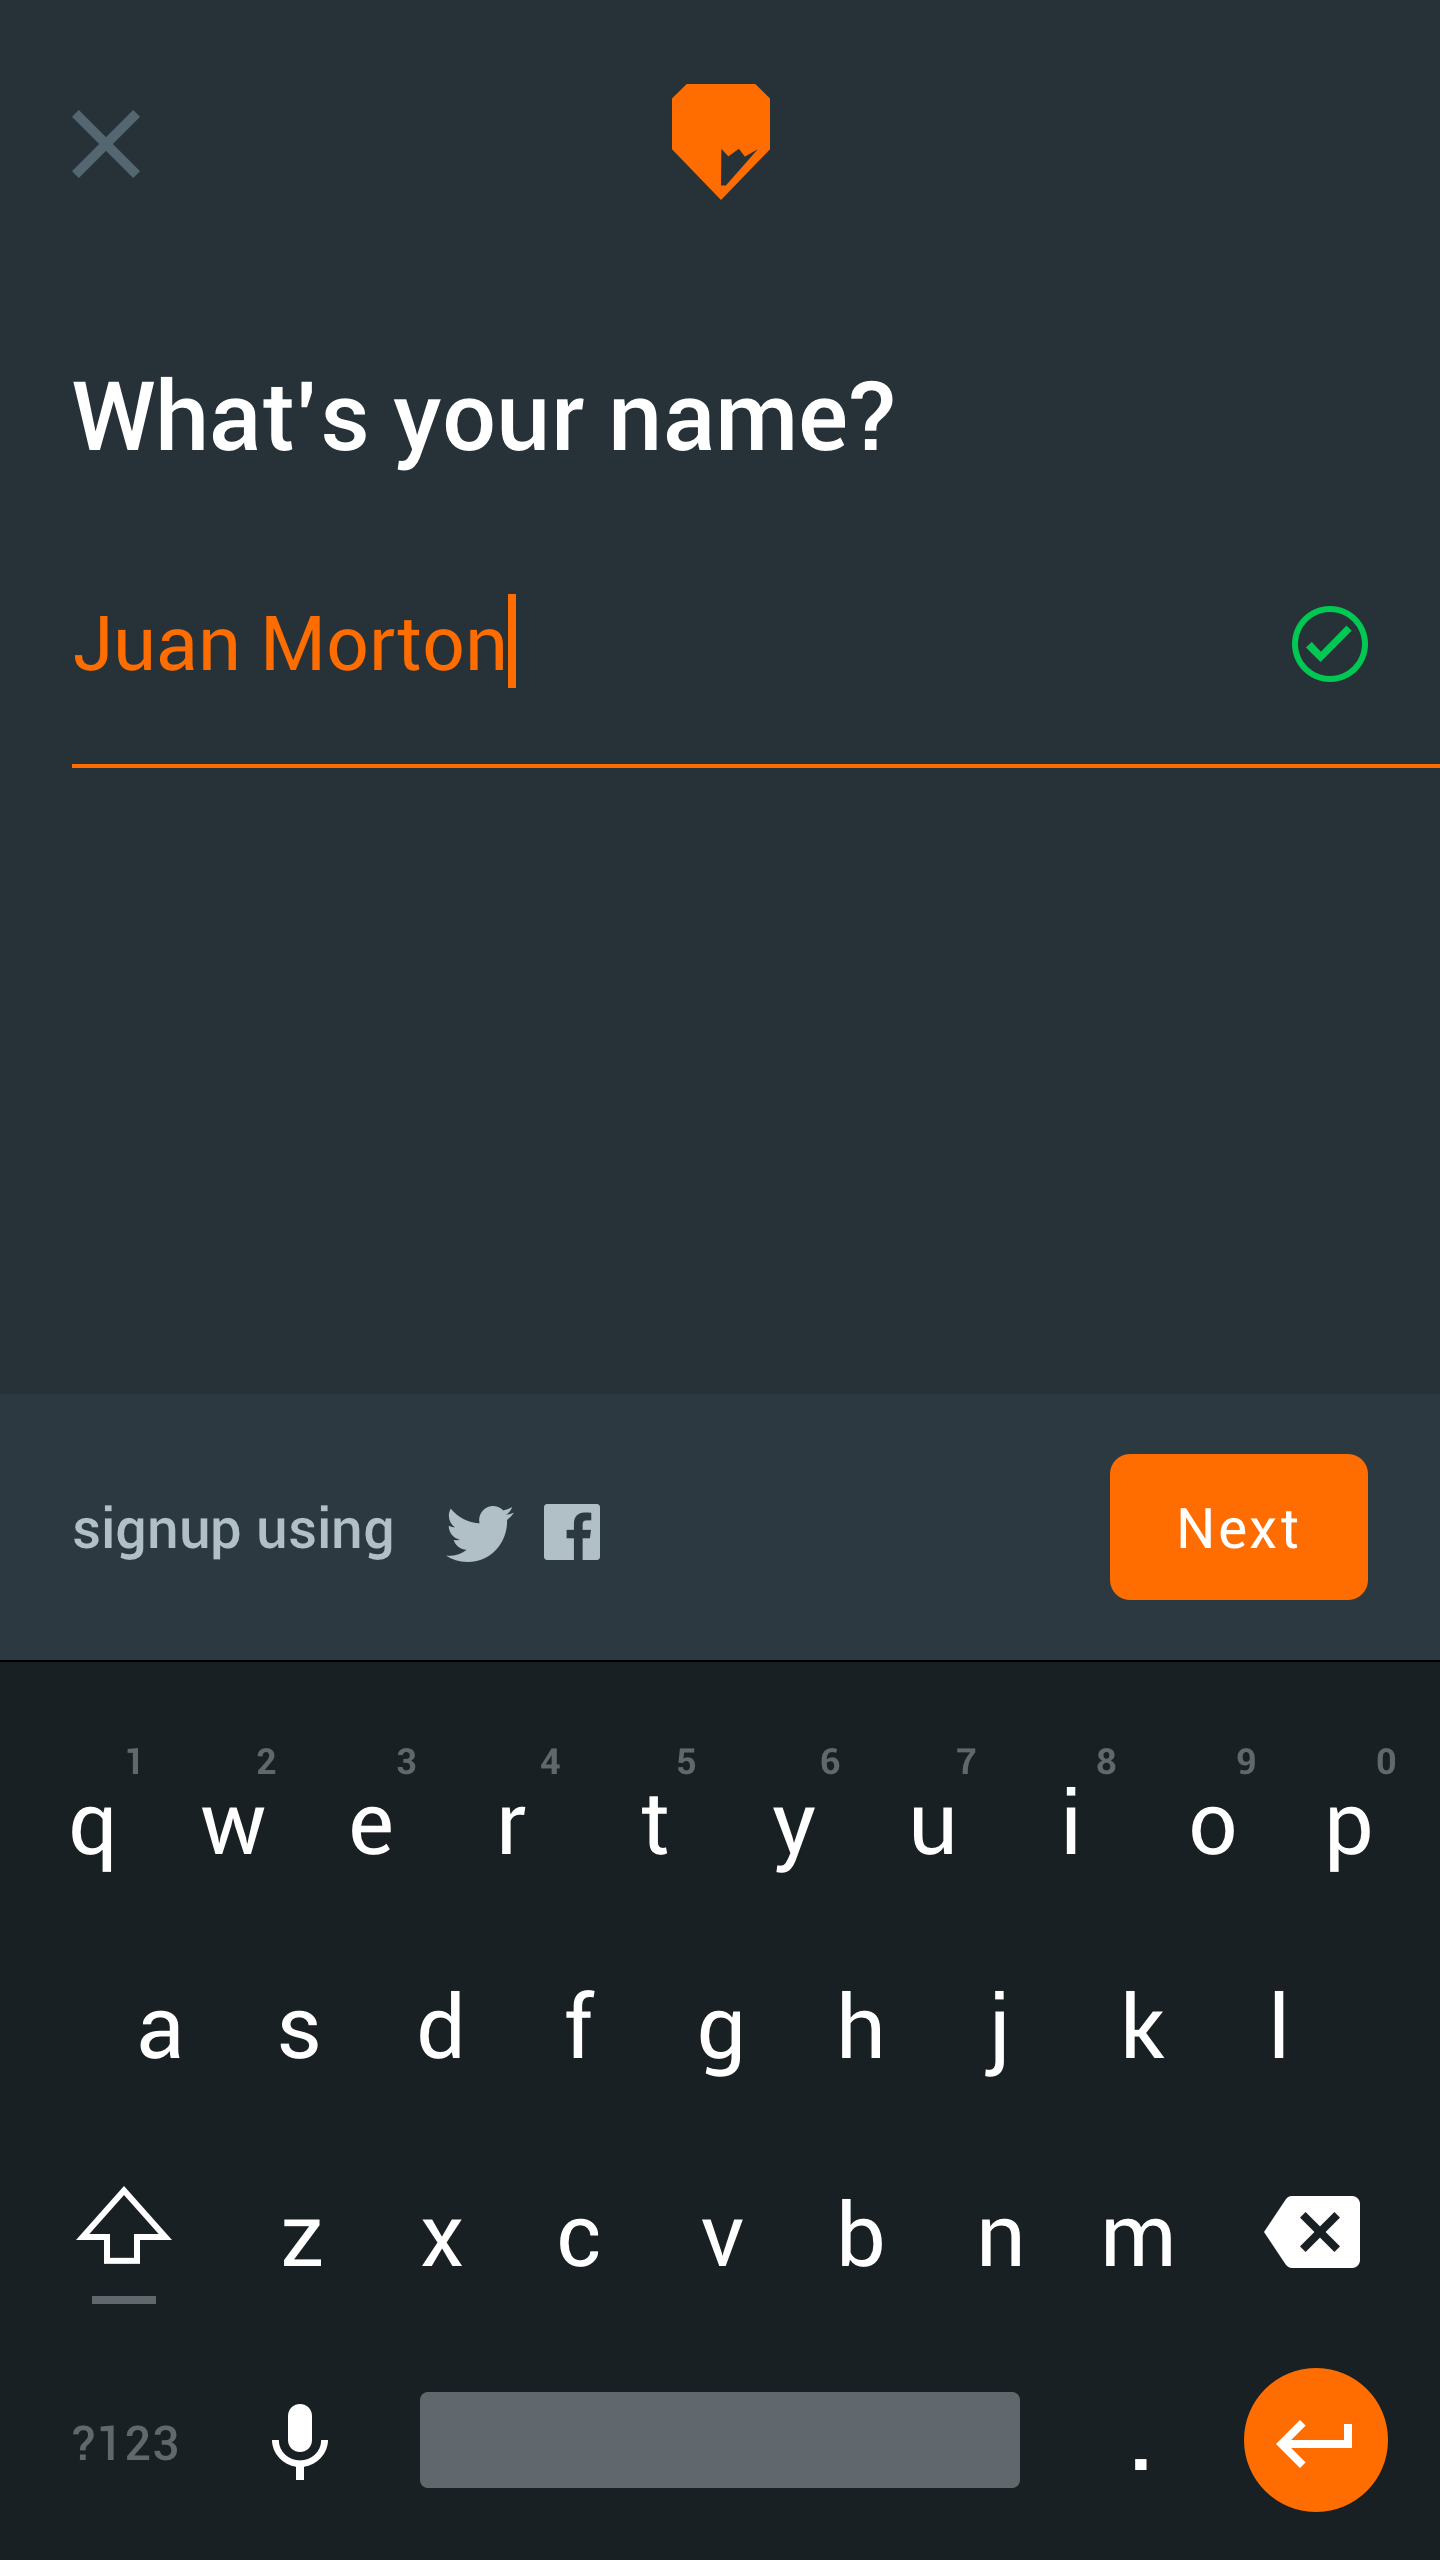 What's your name?
Juan Morton
signup using
Next
1 2 3 4 5 6 7 8 9 0
q w e r t y u i o p
a s d f g h j k l
z x c v b n m
?123 .